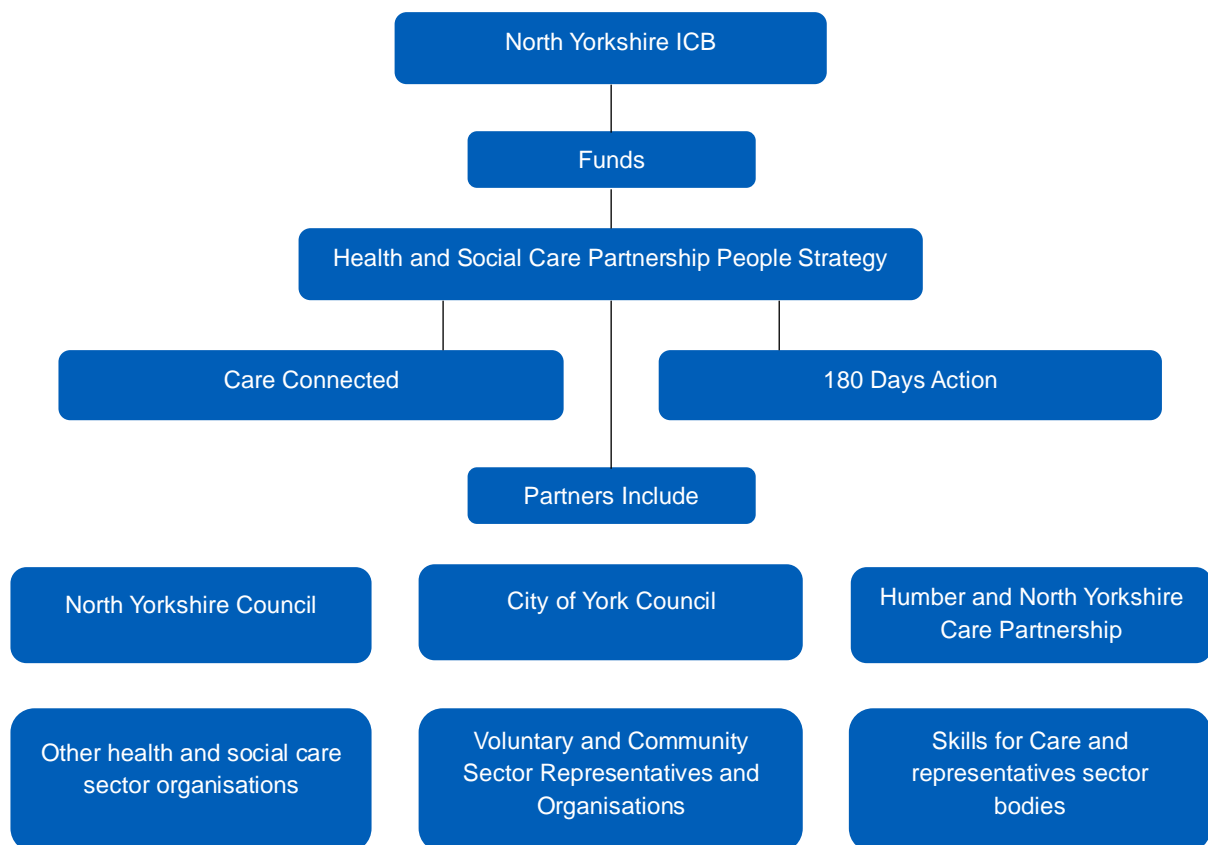 North Yorkshire ICB
Funds
Health and Social Care Partnership People Strategy
Care Connected
180 Days Action
Partners Include
North Yorkshire Council
City of York Council
Humber and North Yorkshire
Care Partnership
Other health and social care
sector organisations
Voluntary and Community
Sector Representatives and
Organisations
Skills for Care and
representatives sector
bodies